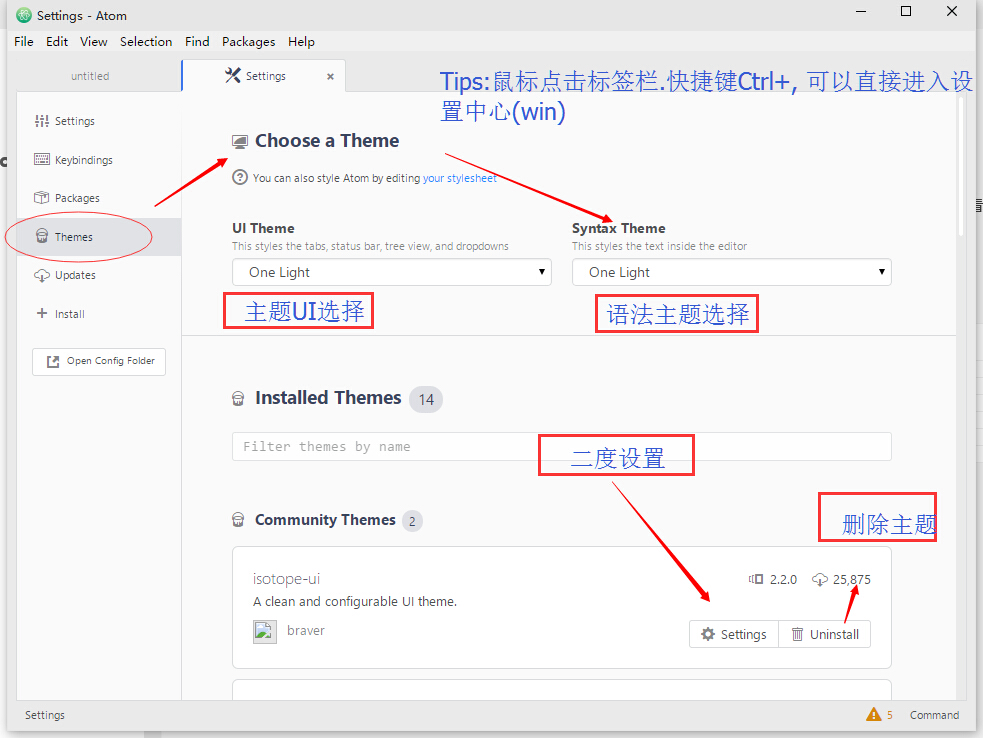 Settings - Atom
File Edit View Selection Find Packages Help
untitled
Settings
Tips:鼠标点击标签栏.快捷键Ctrl+, 可以直接进入设
置中心(win)
Settings
Keybindings
Packages
Themes
Updates
Install
Open Config Folder
Choose a Theme
You can also style Atom by editing your stylesheet
UI Theme
This styles the tabs, status bar, tree view, and dropdowns
One Light
主题UI选择
Syntax Theme
This styles the text inside the editor
One Light
语法主题选择
Installed Themes 14
Filter themes by name
二度设置
Community Themes 2
删除主题
isotope-ui
2.2.0
25,875
A clean and configurable UI theme.
braver
Settings
Uninstall
Settings
5
Command